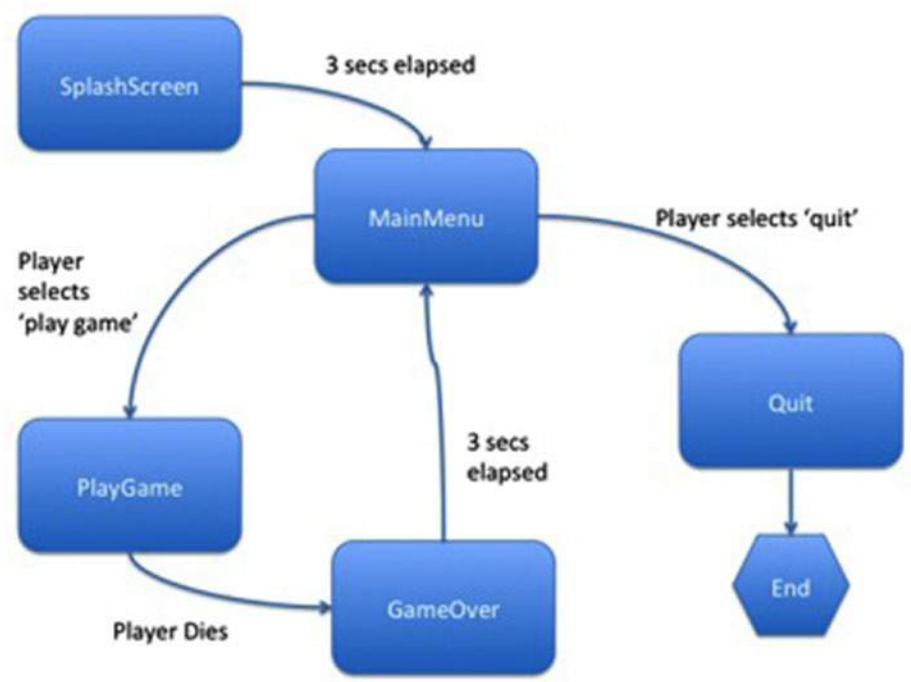 SplashScreen
3 secs elapsed
MainMenu
Player selects ‘quit’
Player
selects
‘play game’
Quit
PlayGame
3 secs
elapsed
End
GameOver
Player Dies